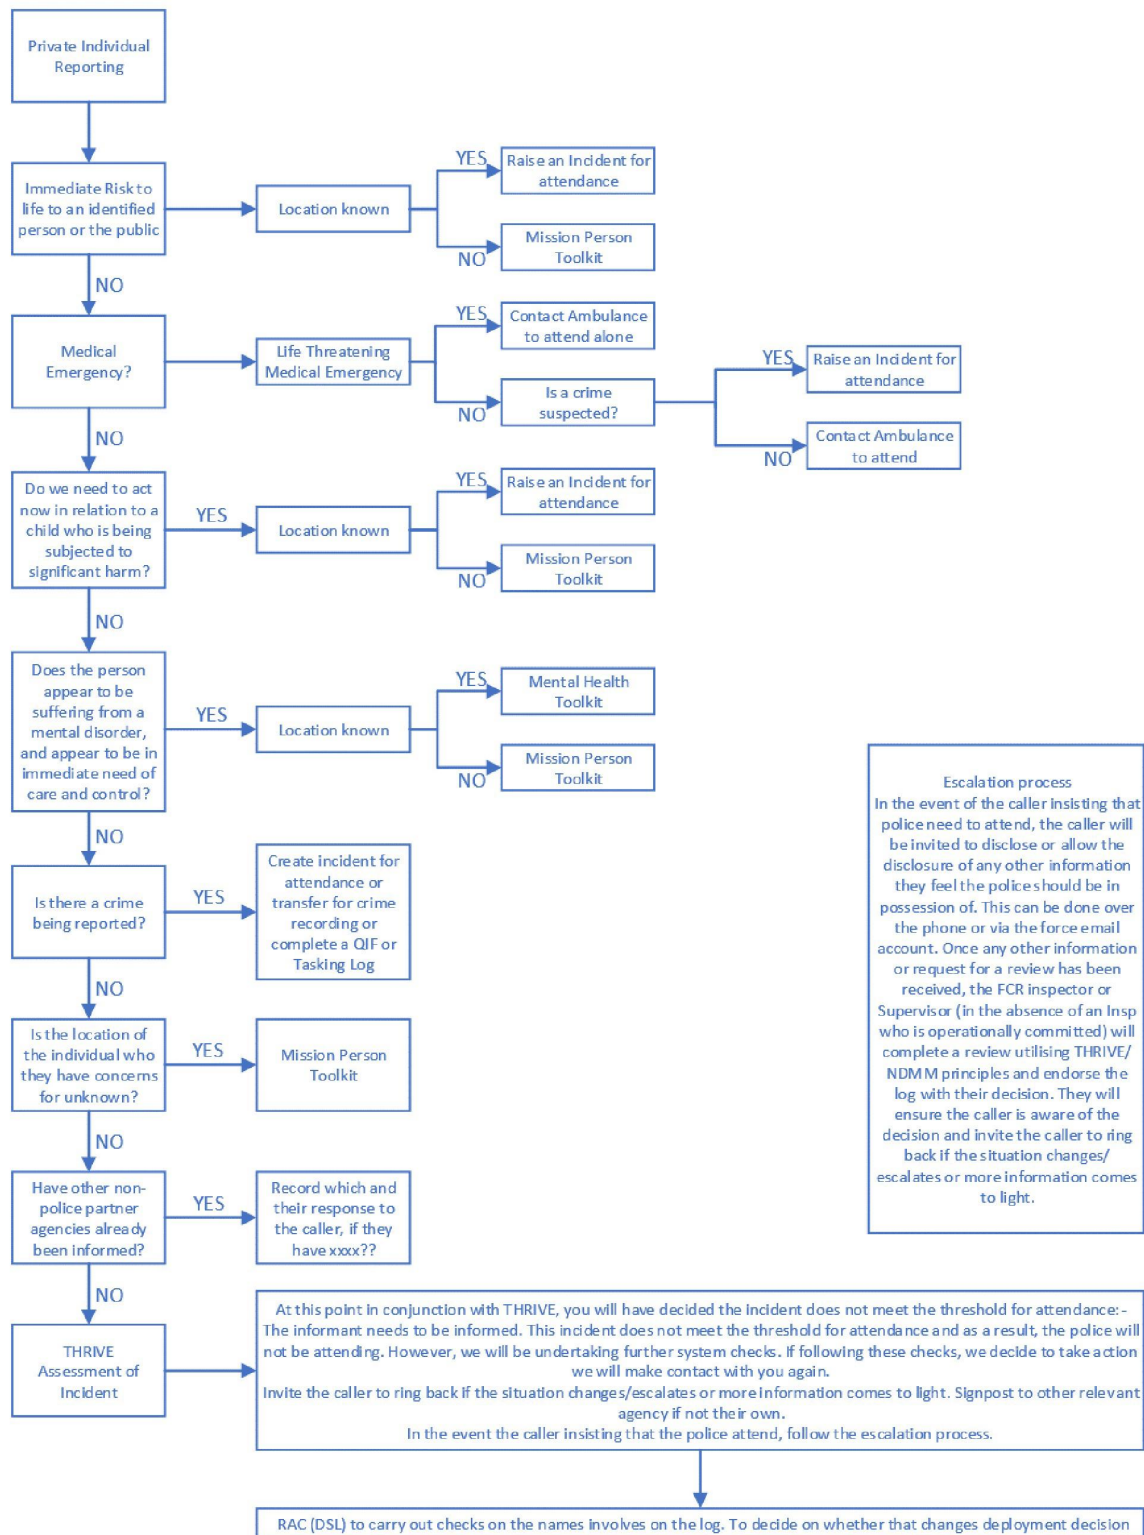 Private Individual
Reporting
Immediate Risk to
life to an identified
person or the public
Location known
YES
Raise an Incident for
attendance
NO
Mission Person
Toolkit
NO
Medical
Emergency?
Life Threatening
Medical Emergency
YES
Contact Ambulance
to attend alone
NO
Is a crime
suspected?
YES
Raise an Incident for
attendance
NO
Contact Ambulance
to attend
NO
Do we need to act
now in relation to a
child who is being
subjected to
significant harm?
YES
Location known
YES
Raise an Incident for
attendance
NO
Mission Person
Toolkit
NO
Does the person
appear to be
suffering from a
mental disorder,
and appear to be in
immediate need of
care and control?
YES
Location known
YES
Mental Health
Toolkit
NO
Mission Person
Toolkit
NO
Is there a crime
being reported?
YES
Create incident for
attendance or
transfer for crime
recording or
complete a QIF or
Tasking Log
NO
Is the location of
the individual who
they have concerns
for unknown?
YES
Mission Person
Toolkit
NO
Have other non-
police partner
agencies already
been informed?
YES
Record which and
their response to
the caller, if they
have xxxx??
NO
THRIVE
Assessment of
Incident
At this point in conjunction with THRIVE, you will have decided the incident does not meet the threshold for attendance:-
The informant needs to be informed. This incident does not meet the threshold for attendance and as a result, the police will
not be attending. However, we will be undertaking further system checks. If following these checks, we decide to take action
we will make contact with you again.
Invite the caller to ring back if the situation changes/escalates or more information comes to light. Signpost to other relevant
agency if not their own.
In the event the caller insisting that the police attend, follow the escalation process.
RAC (DSL) to carry out checks on the names involves on the log. To decide on whether that changes deployment decision
Escalation process
In the event of the caller insisting that
police need to attend, the caller will
be invited to disclose or allow the
disclosure of any other information
they feel the police should be in
possession of. This can be done over
the phone or via the force email
account. Once any other information
or request for a review has been
received, the FCR inspector or
Supervisor (in the absence of an Insp
who is operationally committed) will
complete a review utilising THRIVE/
NDMM principles and endorse the
log with their decision. They will
ensure the caller is aware of the
decision and invite the caller to ring
back if the situation changes/
escalates or more information comes
to light.